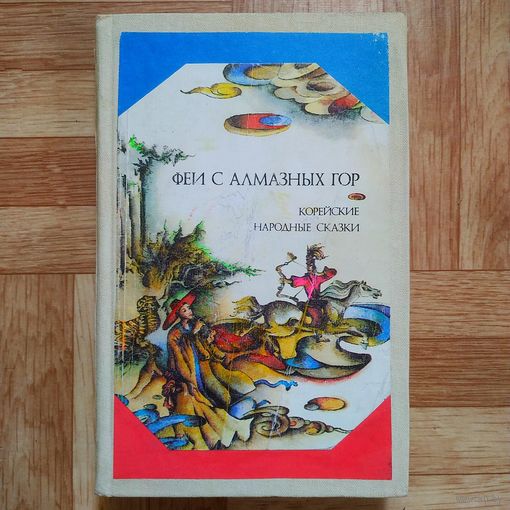 ФЕИ С АЛМАЗНЫХ ГОР
КОРЕЙСКИЕ
НАРОДНЫЕ СКАЗКИ